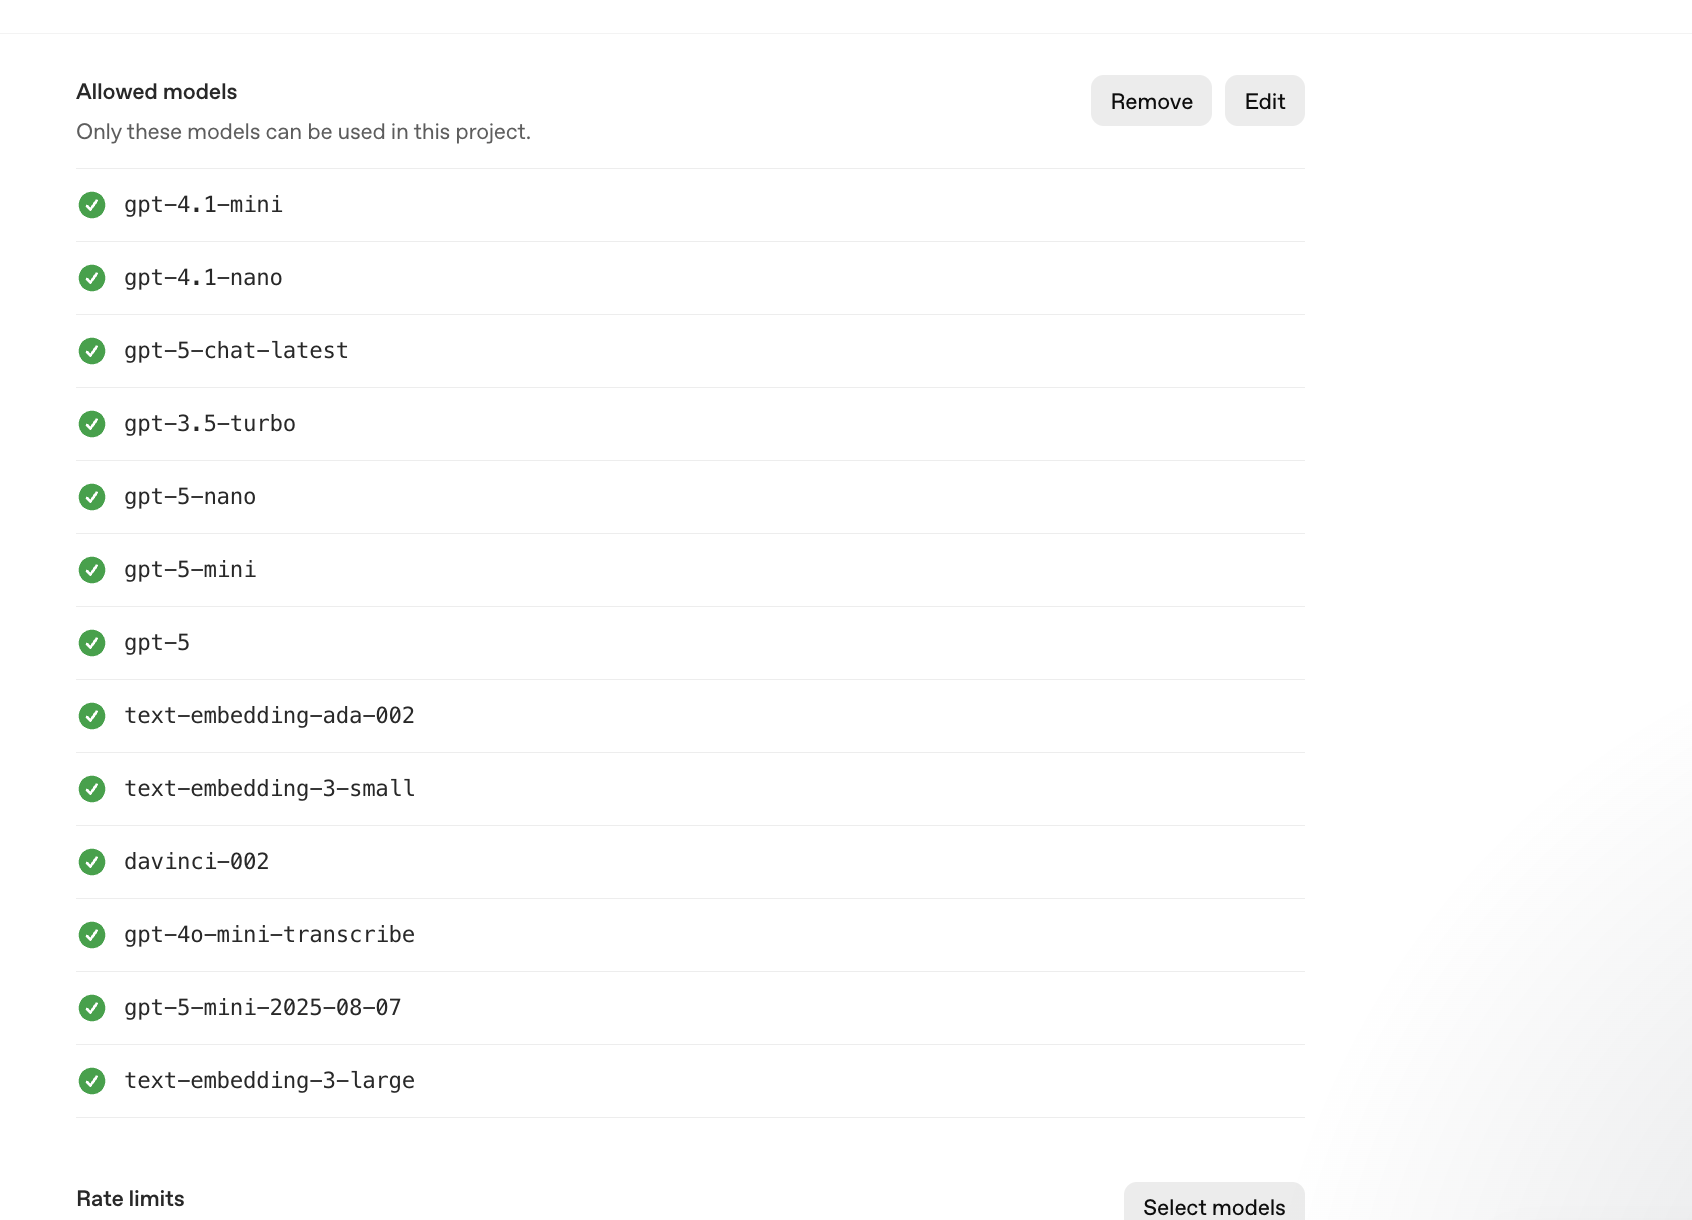 Allowed models
Remove
Edit
Only these models can be used in this project.
gpt-4.1-mini
gpt-4.1-nano
gpt-5-chat-latest
gpt-3.5-turbo
gpt-5-nano
gpt-5-mini
gpt-5
text-embedding-ada-002
text-embedding-3-small
davinci-002
gpt-4o-mini-transcribe
gpt-5-mini-2025-08-07
text-embedding-3-large
Rate limits
Select models